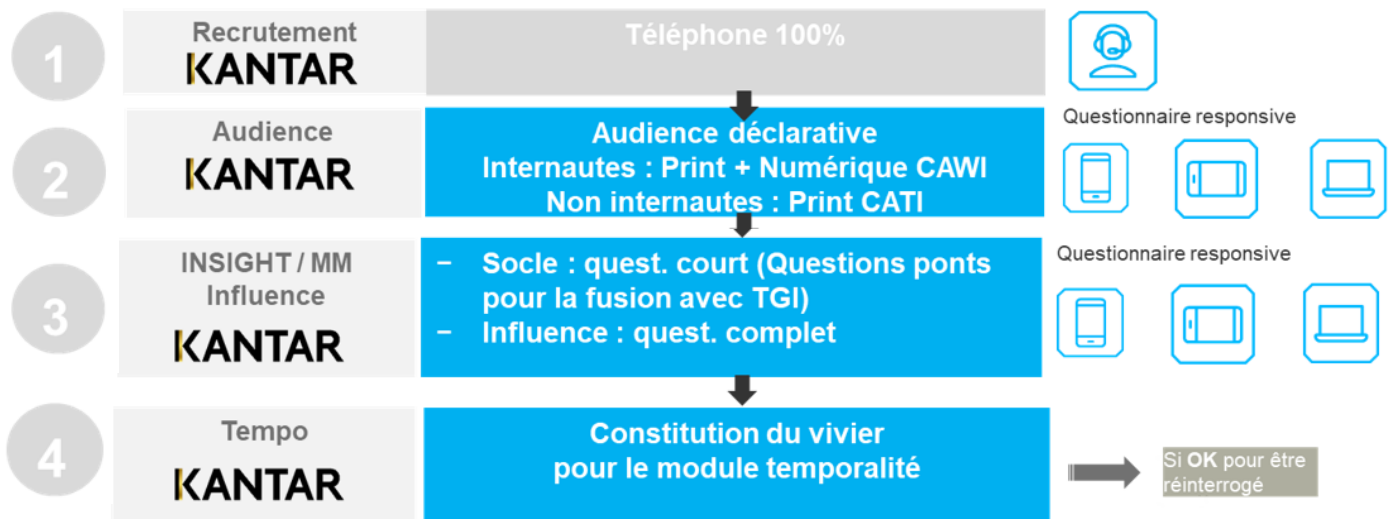 1
Recrutement
KANTAR
Téléphone 100%
2
Audience
KANTAR
Audience déclarative
Internautes : Print + Numérique CAWI
Non internautes : Print CATI
Questionnaire responsive
3
INSIGHT / MM
Influence
KANTAR
– Socle : quest. court (Questions ponts
pour la fusion avec TGI)
– Influence : quest. complet
Questionnaire responsive
4
Tempo
KANTAR
Constitution du vivier
pour le module temporalité
Si OK pour être
réinterrogé